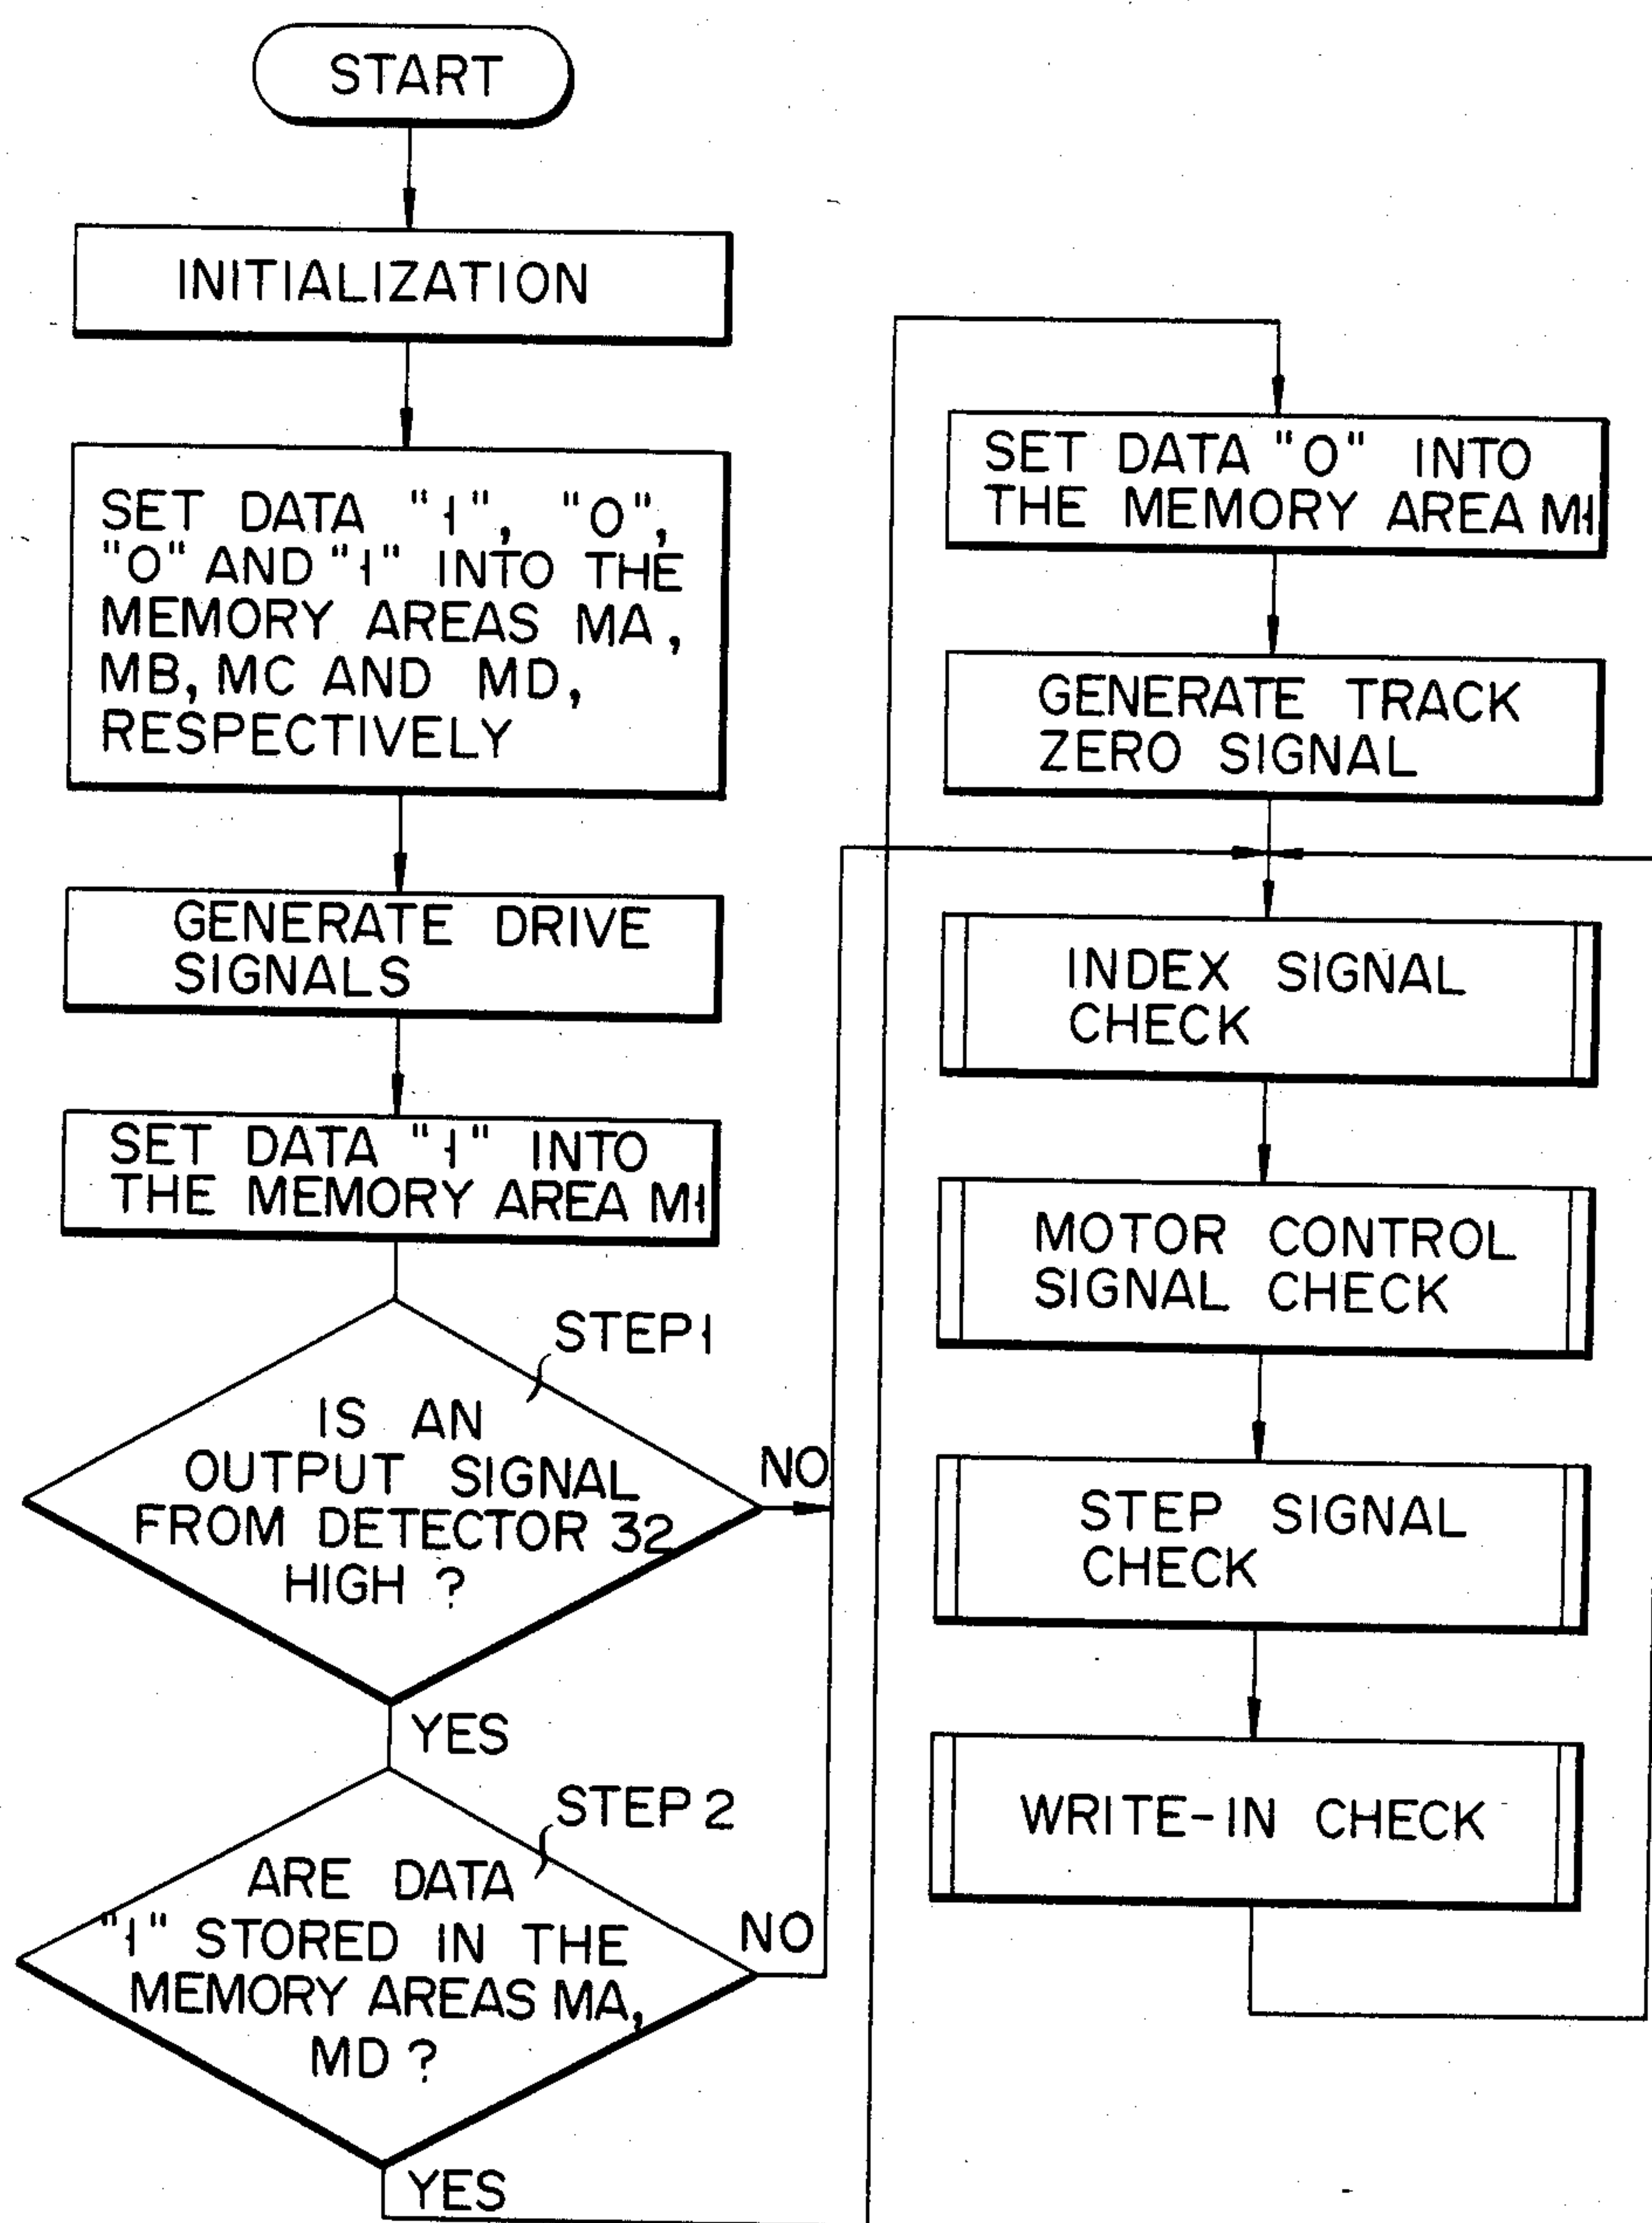 START
INITIALIZATION
SET DATA "1", "0",
"0" AND "1" INTO THE
MEMORY AREAS MA,
MB, MC AND MD,
RESPECTIVELY
GENERATE DRIVE
SIGNALS
SET DATA "1" INTO
THE MEMORY AREA M1
STEP 1
IS AN
OUTPUT SIGNAL
FROM DETECTOR 32
HIGH ?
NO
YES
STEP 2
ARE DATA
"1" STORED IN THE
MEMORY AREAS MA,
MD ?
NO
YES
SET DATA "0" INTO
THE MEMORY AREA M1
GENERATE TRACK
ZERO SIGNAL
INDEX SIGNAL
CHECK
MOTOR CONTROL
SIGNAL CHECK
STEP SIGNAL
CHECK
WRITE-IN CHECK